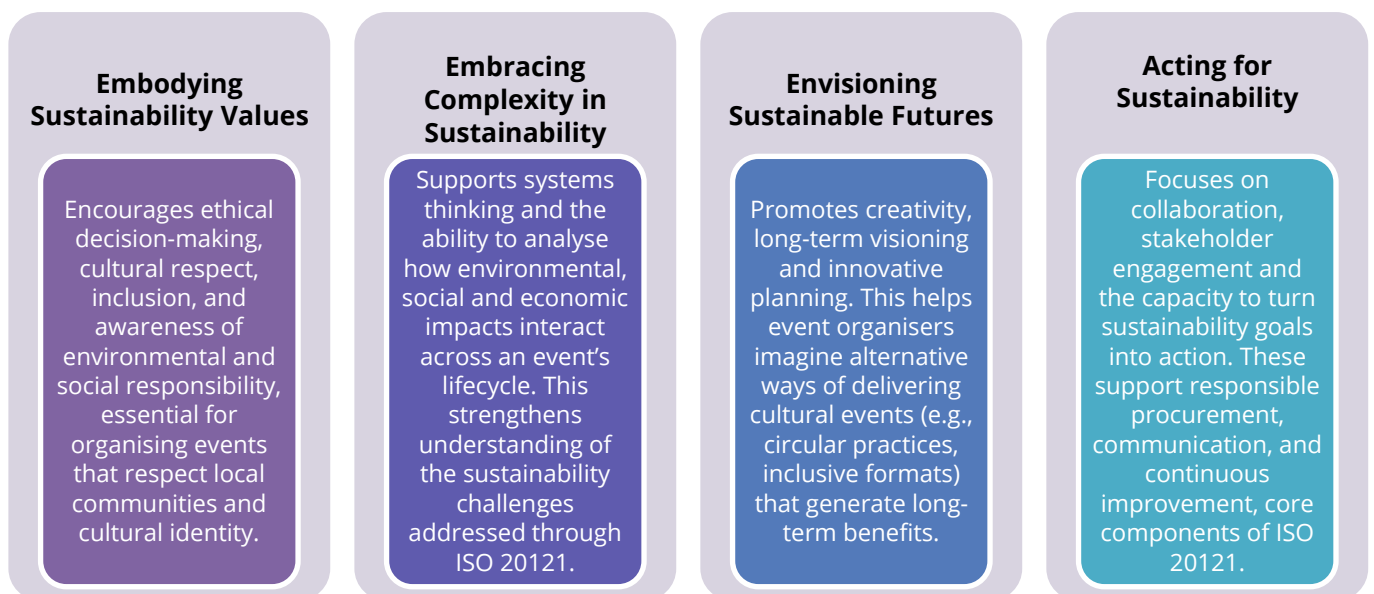 Embodying
Sustainability Values
Encourages ethical
decision-making,
cultural respect,
inclusion, and
awareness of
environmental and
social responsibility,
essential for
organising events
that respect local
communities and
cultural identity.
Embracing
Complexity in
Sustainability
Supports systems
thinking and the
ability to analyse
how environmental,
social and economic
impacts interact
across an event’s
lifecycle. This
strengthens
understanding of
the sustainability
challenges
addressed through
ISO 20121.
Envisioning
Sustainable Futures
Promotes creativity,
long-term visioning
and innovative
planning. This helps
event organisers
imagine alternative
ways of delivering
cultural events (e.g.,
circular practices,
inclusive formats)
that generate long-
term benefits.
Acting for
Sustainability
Focuses on
collaboration,
stakeholder
engagement and
the capacity to turn
sustainability goals
into action. These
support responsible
procurement,
communication, and
continuous
improvement, core
components of ISO
20121.